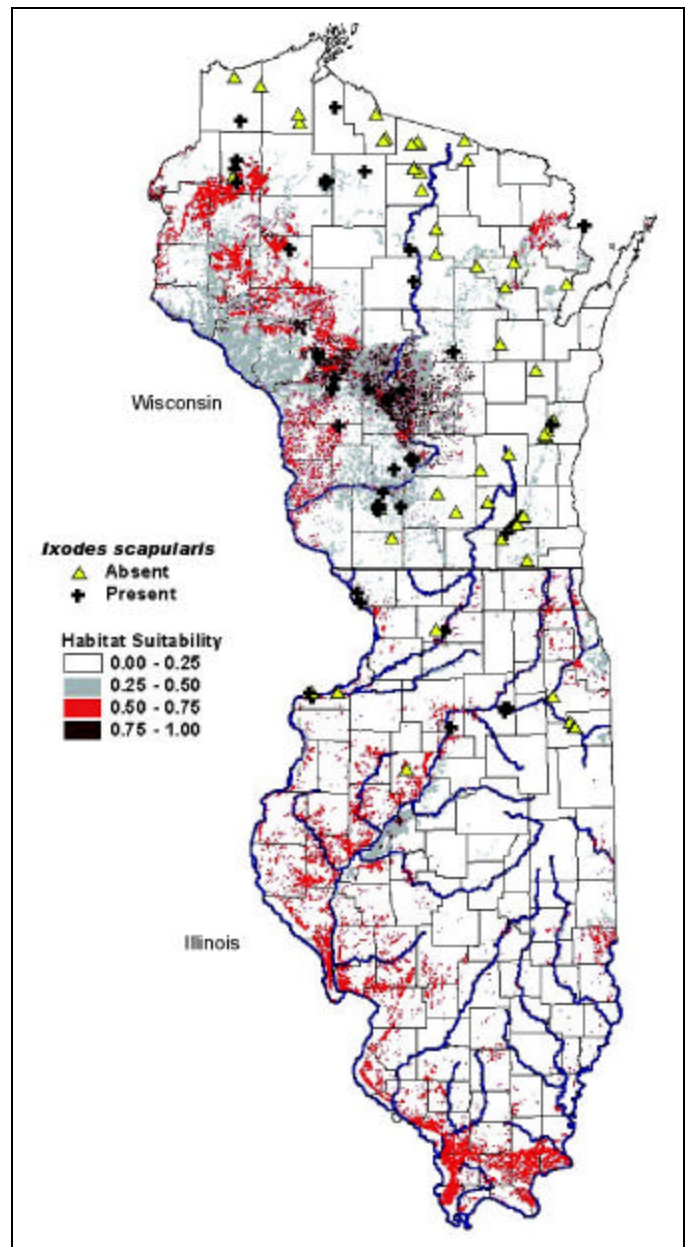 Wisconsin
Ixodes scapularis
Absent
Present
Habitat Suitability
0.00 - 0.25
0.25 - 0.50
0.50 - 0.75
0.75 - 1.00
Illinois